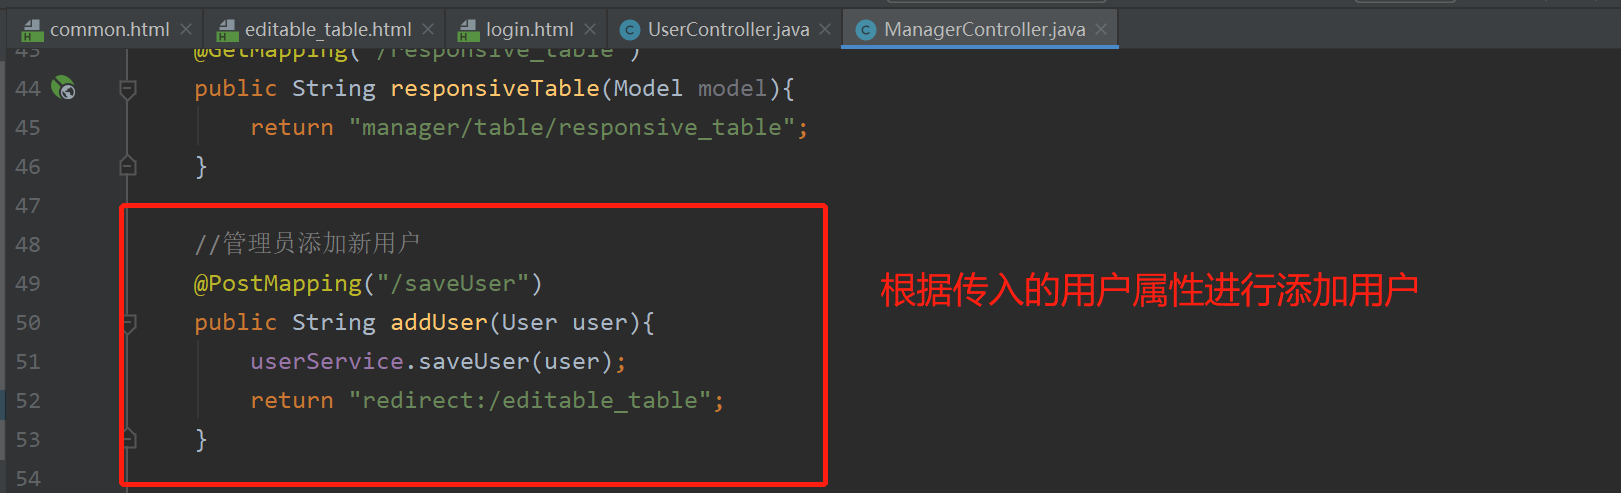 common.html
editable_table.html
login.html
UserController.java
ManagerController.java
43 @GetMapping("/responsive_table")
44 public String responsiveTable(Model model){
45 return "manager/table/responsive_table";
46 }
47
48 //管理员添加新用户
49 @PostMapping("/saveUser")
50 public String addUser(User user){
51 userService.saveUser(user);
52 return "redirect:/editable_table";
53 }
54
根据传入的用户属性进行添加用户